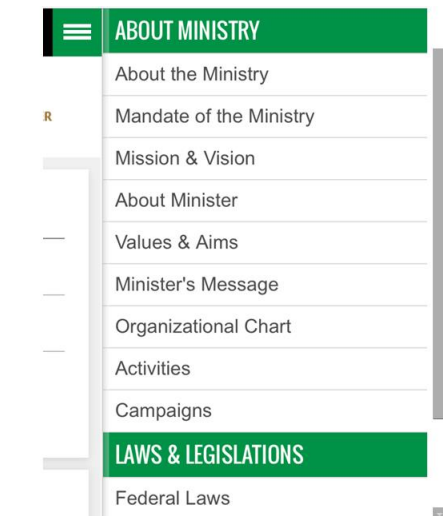 ABOUT MINISTRY
About the Ministry
R
Mandate of the Ministry
Mission & Vision
About Minister
Values & Aims
Minister's Message
Organizational Chart
Activities
Campaigns
LAWS & LEGISLATIONS
Federal Laws